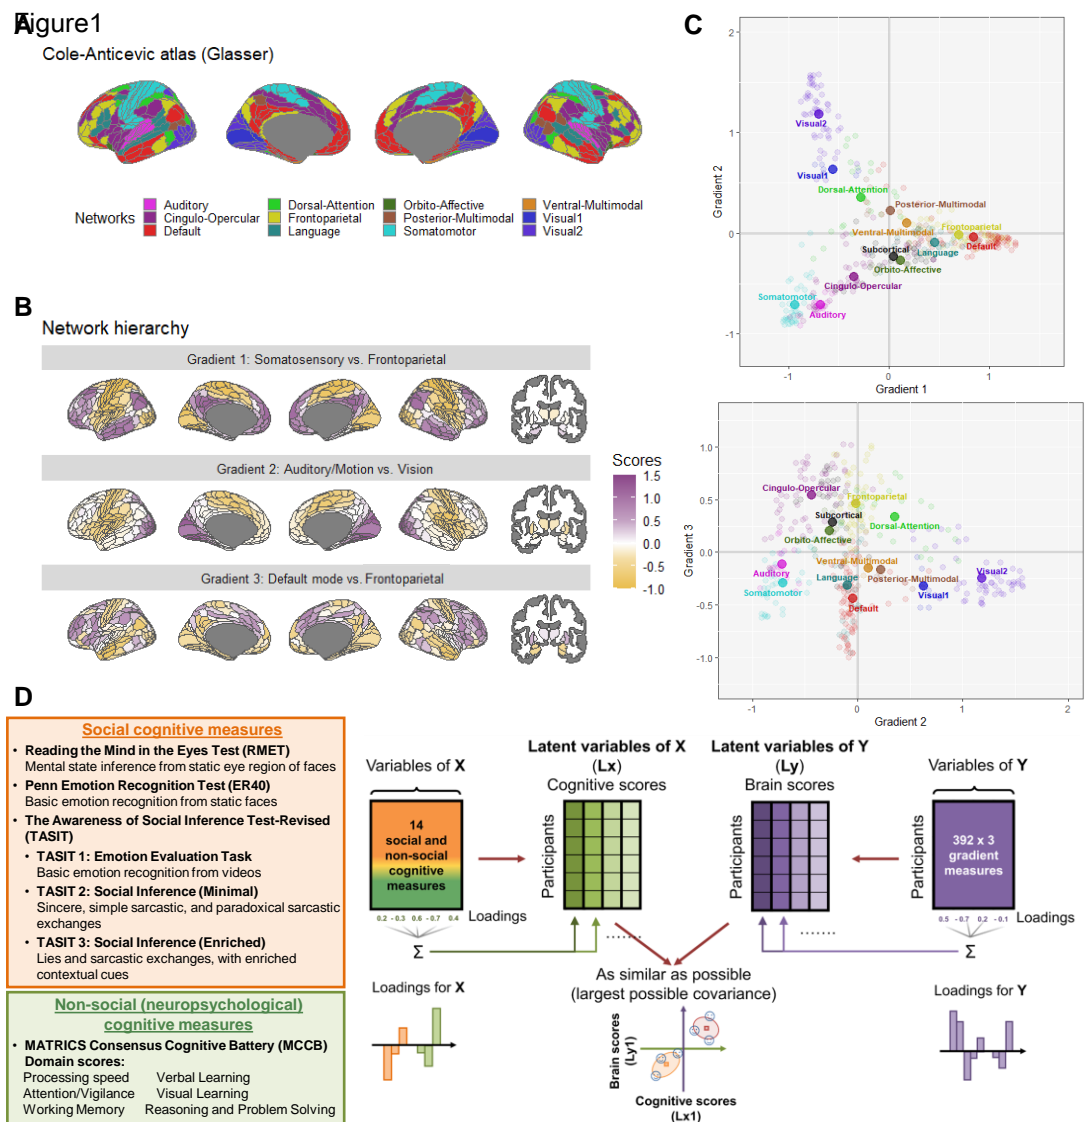 Figure1
A
Cole-Anticevic atlas (Glasser)
Networks
Auditory
Cingulo-Opercular
Default
Dorsal-Attention
Frontoparietal
Language
Orbito-Affective
Posterior-Multimodal
Somatomotor
Ventral-Multimodal
Visual1
Visual2
B
Network hierarchy
Gradient 1: Somatosensory vs. Frontoparietal
Gradient 2: Auditory/Motion vs. Vision
Gradient 3: Default mode vs. Frontoparietal
Scores
1.5
1.0
0.5
0.0
-0.5
-1.0
C
Gradient 2
2
1
0
-1
Visual2
Visual1
Dorsal-Attention
Posterior-Multimodal
Ventral-Multimodal
Frontoparietal
Subcortical
Default
Language
Orbito-Affective
Cingulo-Opercular
Somatomotor
Auditory
-1
0
1
Gradient 1
Gradient 3
1.0
0.5
0.0
-0.5
-1.0
Cingulo-Opercular
Frontoparietal
Subcortical
Dorsal-Attention
Orbito-Affective
Ventral-Multimodal
Auditory
Language
Posterior-Multimodal
Visual2
Somatomotor
Visual1
Default
-1
0
1
2
Gradient 2
D
Social cognitive measures
• Reading the Mind in the Eyes Test (RMET)
Mental state inference from static eye region of faces
• Penn Emotion Recognition Test (ER40)
Basic emotion recognition from static faces
• The Awareness of Social Inference Test-Revised
(TASIT)
• TASIT 1: Emotion Evaluation Task
Basic emotion recognition from videos
• TASIT 2: Social Inference (Minimal)
Sincere, simple sarcastic, and paradoxical sarcastic
exchanges
• TASIT 3: Social Inference (Enriched)
Lies and sarcastic exchanges, with enriched
contextual cues
Non-social (neuropsychological)
cognitive measures
• MATRICS Consensus Cognitive Battery (MCCB)
Domain scores:
Processing speed Verbal Learning
Attention/Vigilance Visual Learning
Working Memory Reasoning and Problem Solving
Variables of X
Participants
14
social and
non-social
cognitive
measures
0.2 - 0.3 0.6 - 0.7 0.4
Loadings
Σ
Loadings for X
Latent variables of X
(Lx)
Cognitive scores
Participants
.......
Latent variables of Y
(Ly)
Brain scores
Participants
.......
As similar as possible
(largest possible covariance)
Brain scores
(Ly1)
Cognitive scores
(Lx1)
Variables of Y
Participants
392 x 3
gradient
measures
0.5 - 0.7 0.2 - 0.1
Loadings
Σ
Loadings for Y